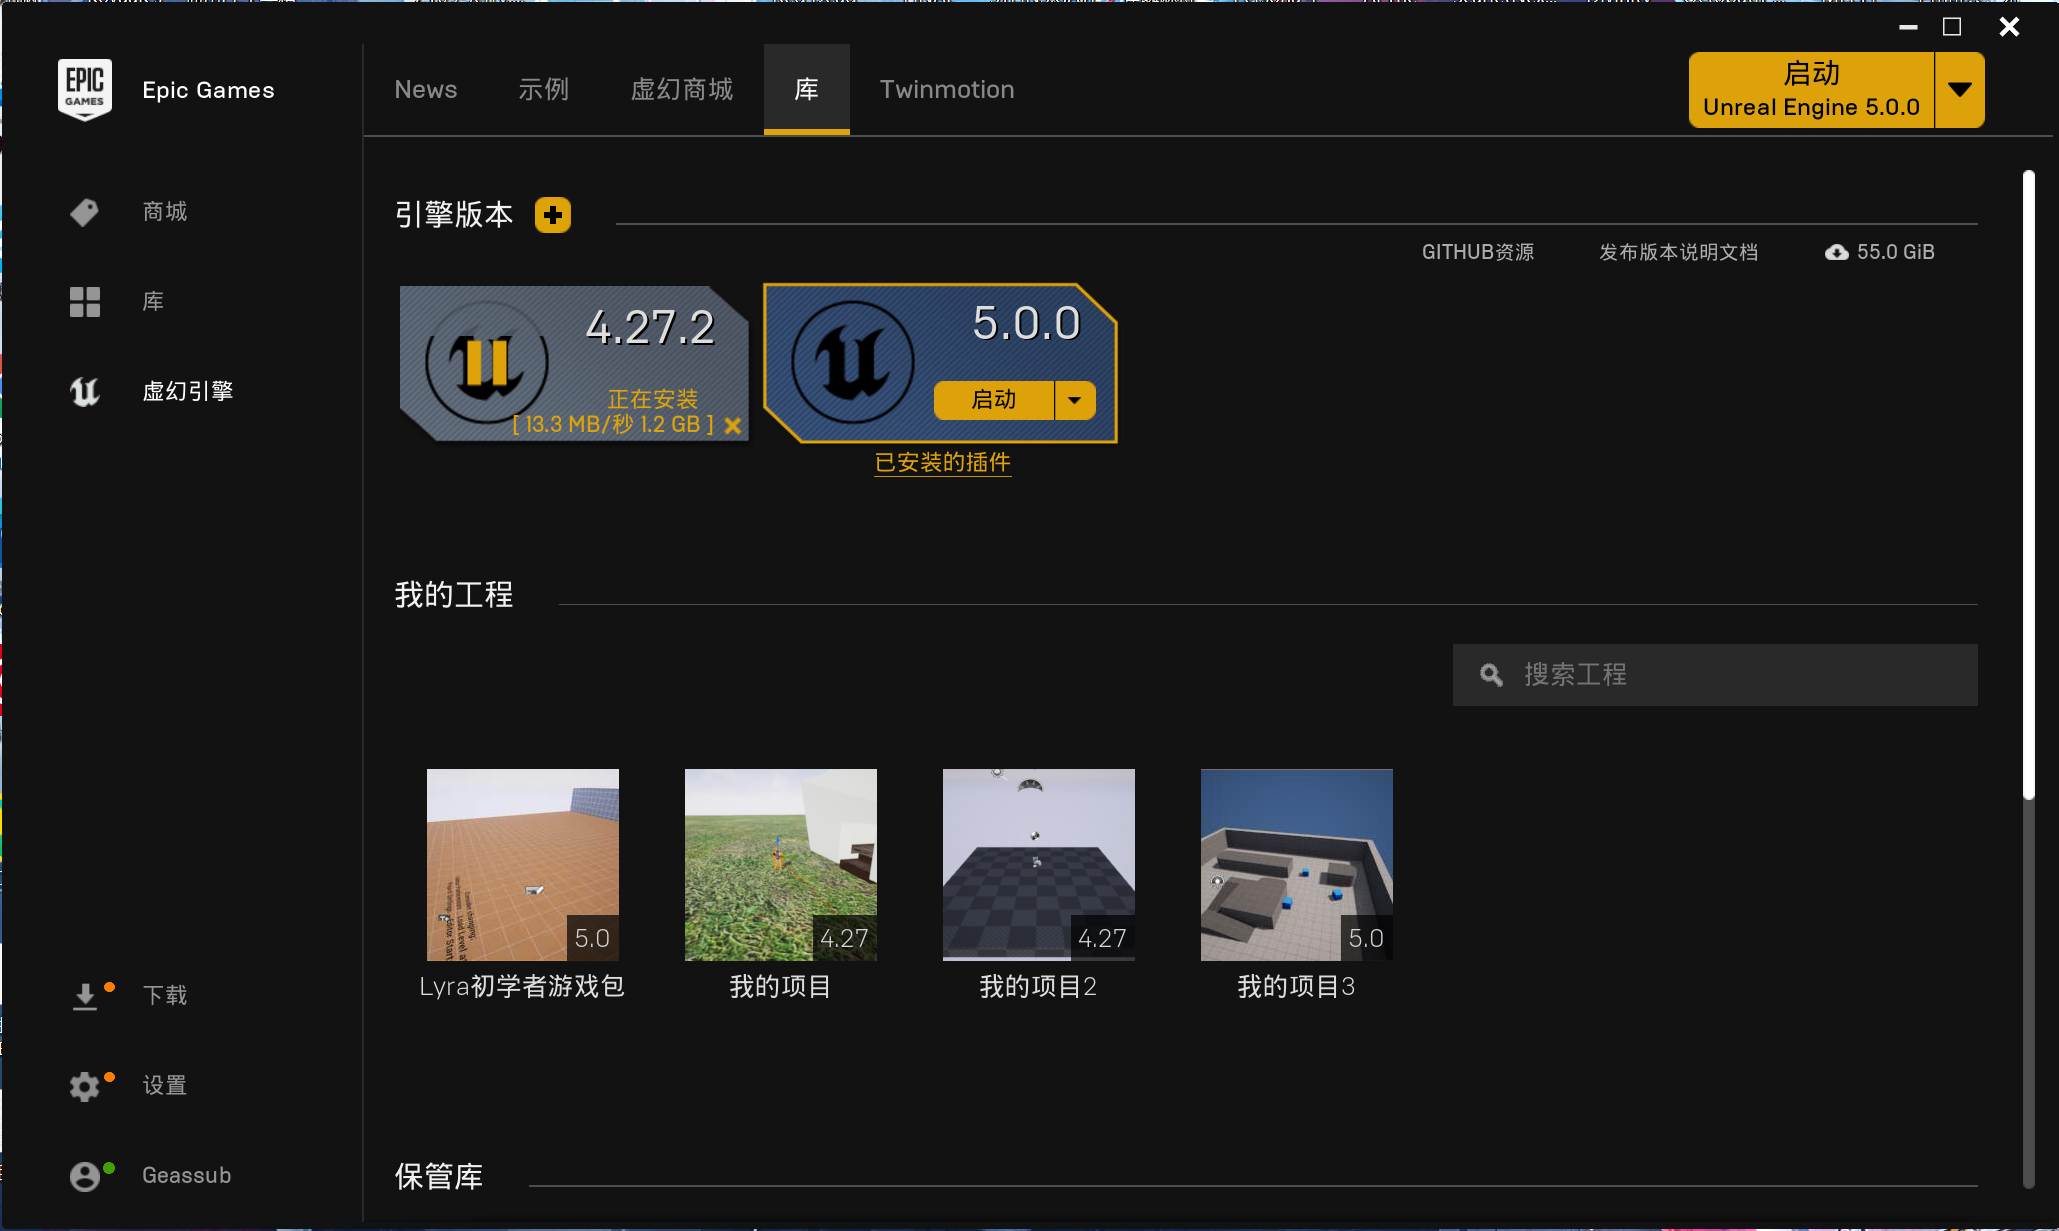 EPIC
GAMES
Epic Games
News
示例
虚幻商城
库
Twinmotion
启动
Unreal Engine 5.0.0
商城
库
虚幻引擎
引擎版本
GITHUB资源
发布版本说明文档
55.0 GiB
4.27.2
正在安装
[ 13.3 MB/秒 1.2 GB ]
5.0.0
启动
已安装的插件
我的工程
搜索工程
5.0
4.27
4.27
5.0
Lyra初学者游戏包
我的项目
我的项目2
我的项目3
下载
设置
Geassub
保管库